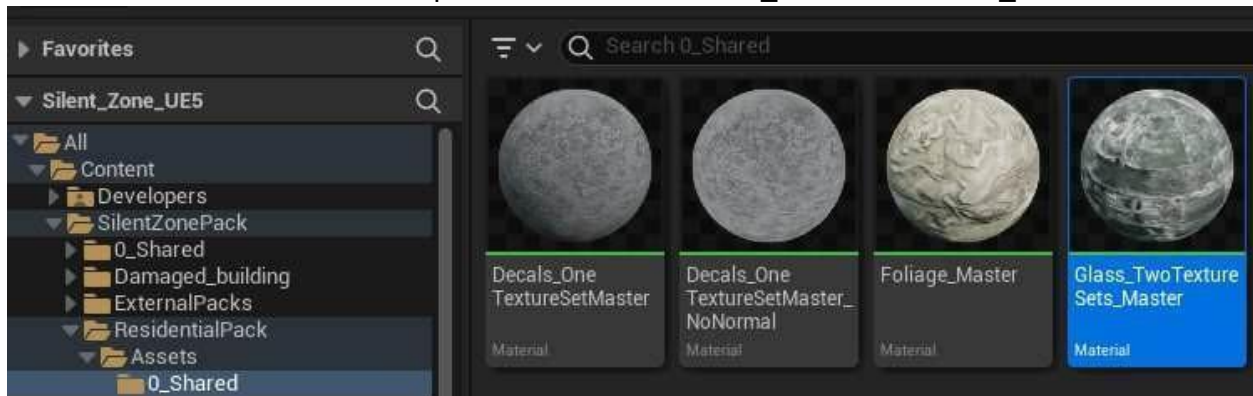 Favorites
Search 0_Shared
Silent_Zone_UE5
All
Content
Developers
SilentZonePack
0_Shared
Damaged_building
ExternalPacks
ResidentialPack
Assets
0_Shared
Decals_One
TextureSetMaster
Material
Decals_One
TextureSetMaster_
NoNormal
Material
Foliage_Master
Material
Glass_TwoTexture
Sets_Master
Material